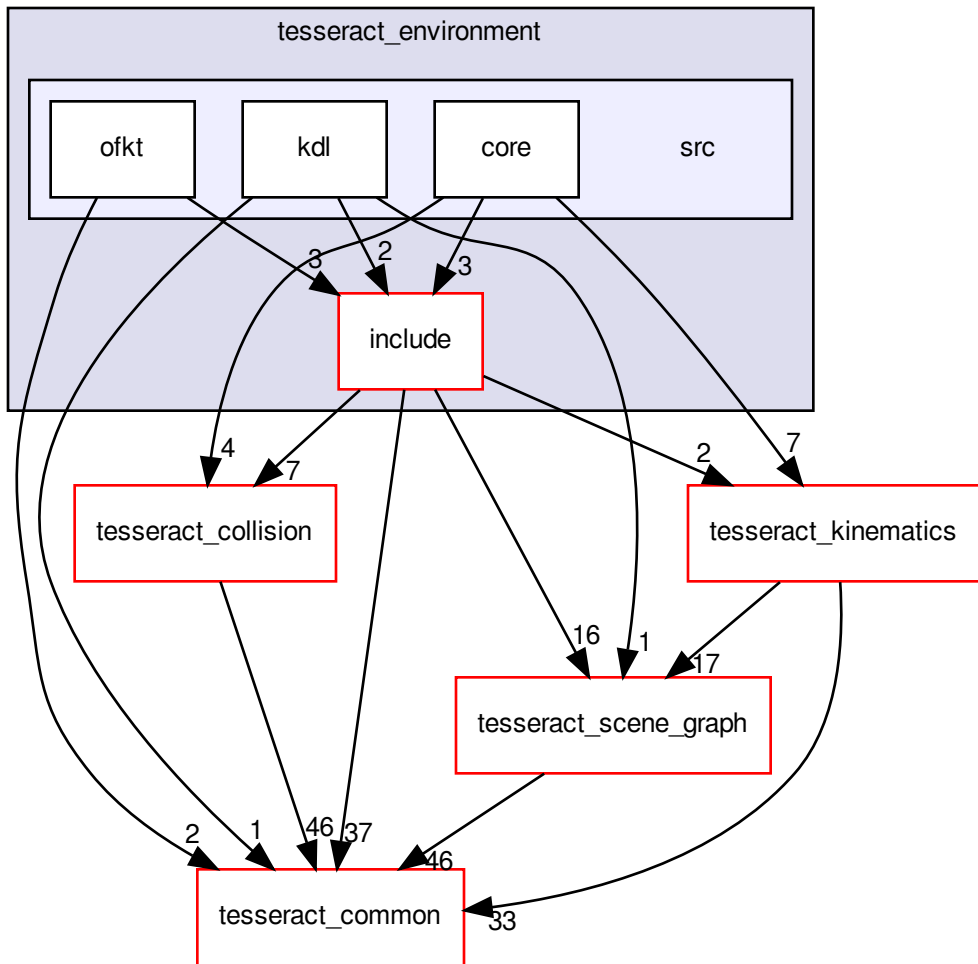 tesseract_environment
ofkt
kdl
core
src
3
2
3
include
4
7
2
7
tesseract_collision
tesseract_kinematics
16
1
17
tesseract_scene_graph
2
1
46
37
46
33
tesseract_common